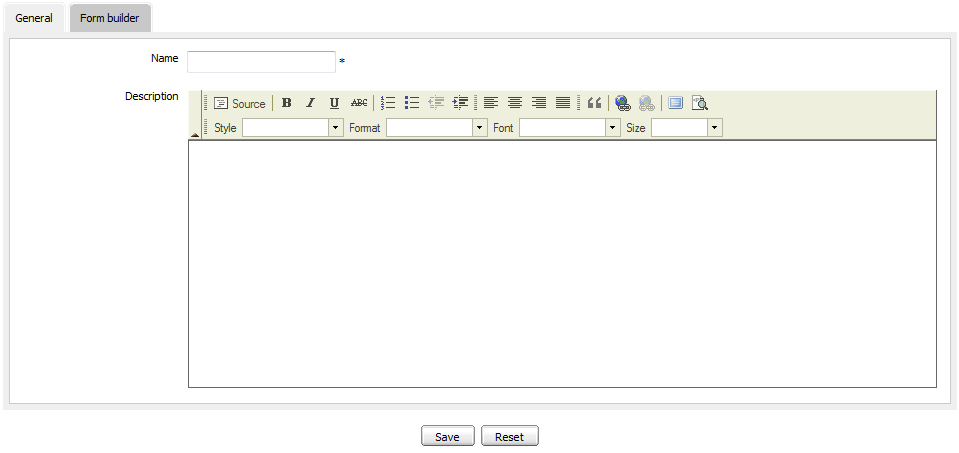 General Form builder
Name *
Description
Source B I U ABC
Style Format Font Size
Save Reset